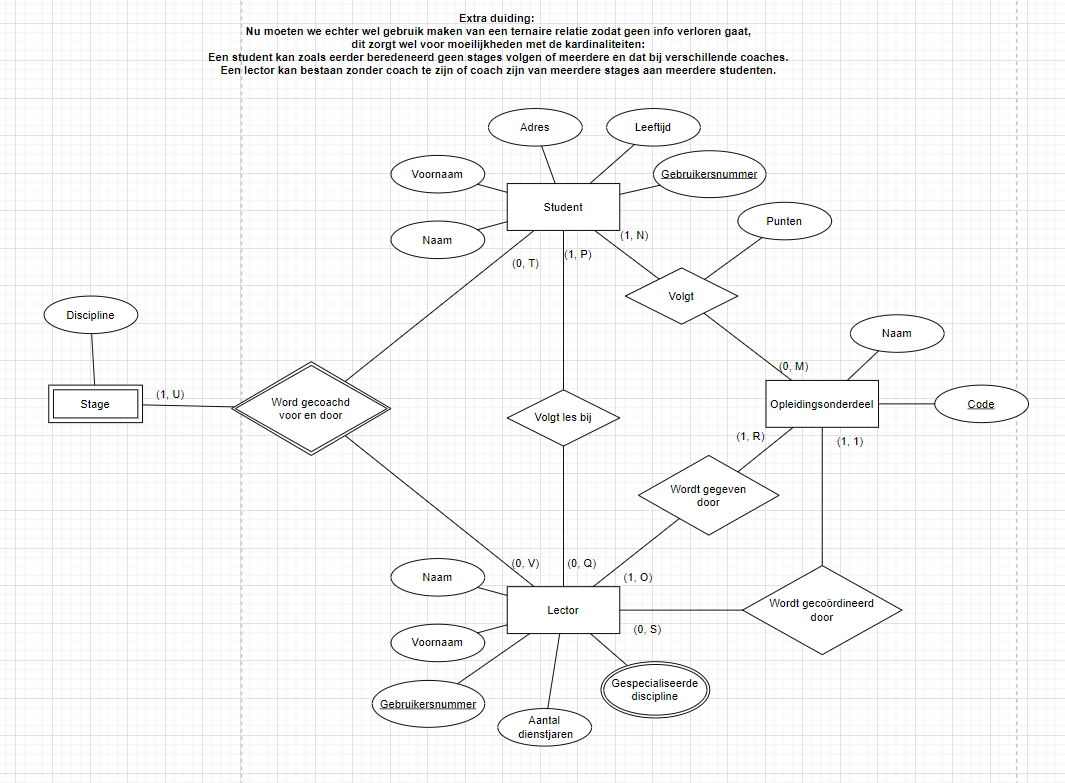 Extra duiding:
Nu moeten we echter wel gebruik maken van een ternaire relatie zodat geen info verloren gaat,
dit zorgt wel voor moeilijkheden met de kardinaliteiten:
Een student kan zoals eerder beredeneerd geen stages volgen of meerdere en dat bij verschillende coaches.
Een lector kan bestaan zonder coach te zijn of coach zijn van meerdere stages aan meerdere studenten.
Adres
Leeftijd
Voornaam
Gebruikersnummer
Student
Naam
Punten
(1, N)
(1, P)
(0, T)
Volgt
Discipline
Naam
(0, M)
Stage
(1, U)
Word gecoachd
voor en door
Volgt les bij
Opleidingsonderdeel
Code
(1, R)
(1, 1)
Wordt gegeven
door
(0, V)
(0, Q)
(1, O)
Naam
Lector
Wordt gecoördineerd
door
(0, S)
Voornaam
Gespecialiseerde
discipline
Gebruikersnummer
Aantal
dienstjaren